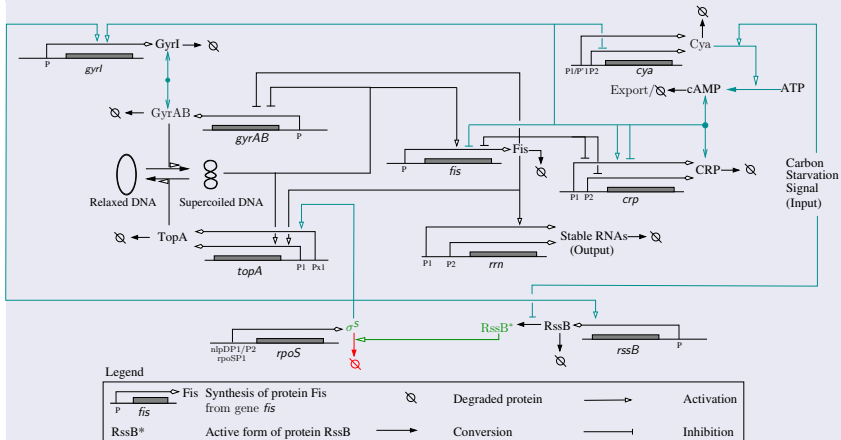 GyrI
P
gyrI
Cya
P1/P'1 P2
cya
Export/
cAMP
ATP
GyrAB
gyrAB
P
P
fis
Fis
P1 P2
crp
CRP
Carbon
Starvation
Signal
(Input)
Relaxed DNA
Supercoiled DNA
TopA
topA
P1 Px1
P1 P2
rrn
Stable RNAs
(Output)
nlpDP1/P2
rpoSP1
rpoS
σS
RssB*
RssB
rssB
P
Legend
P
fis
Fis
Synthesis of protein Fis
from gene fis
Degraded protein
Activation
RssB*
Active form of protein RssB
Conversion
Inhibition